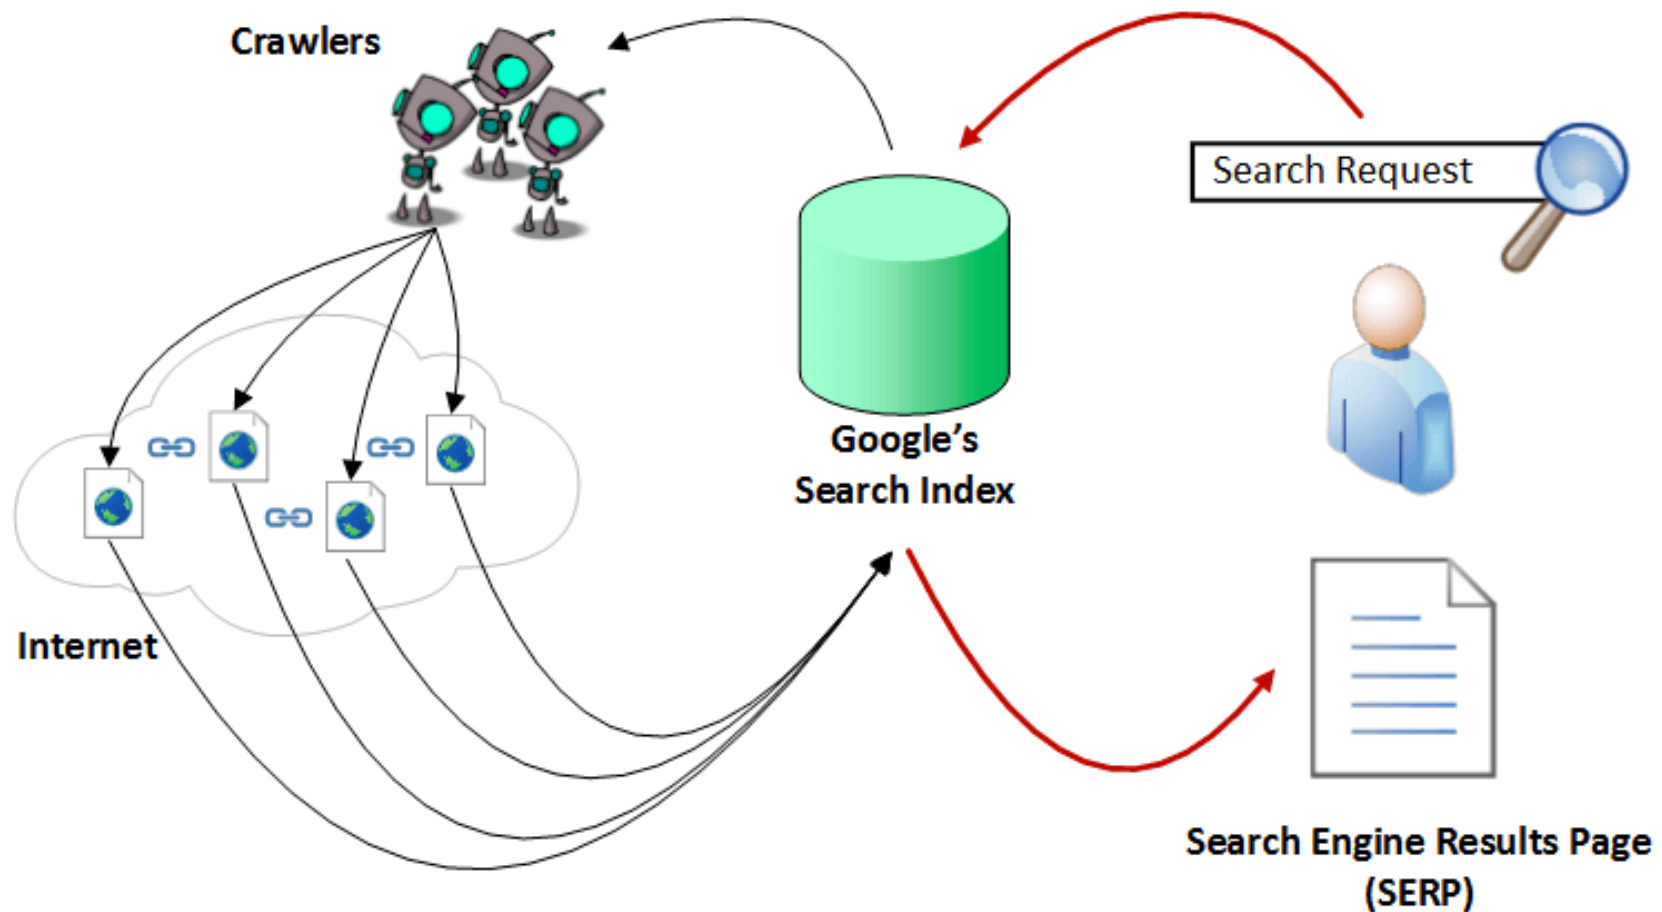 Crawlers
Search Request
Google’s
Search Index
Internet
Search Engine Results Page
(SERP)